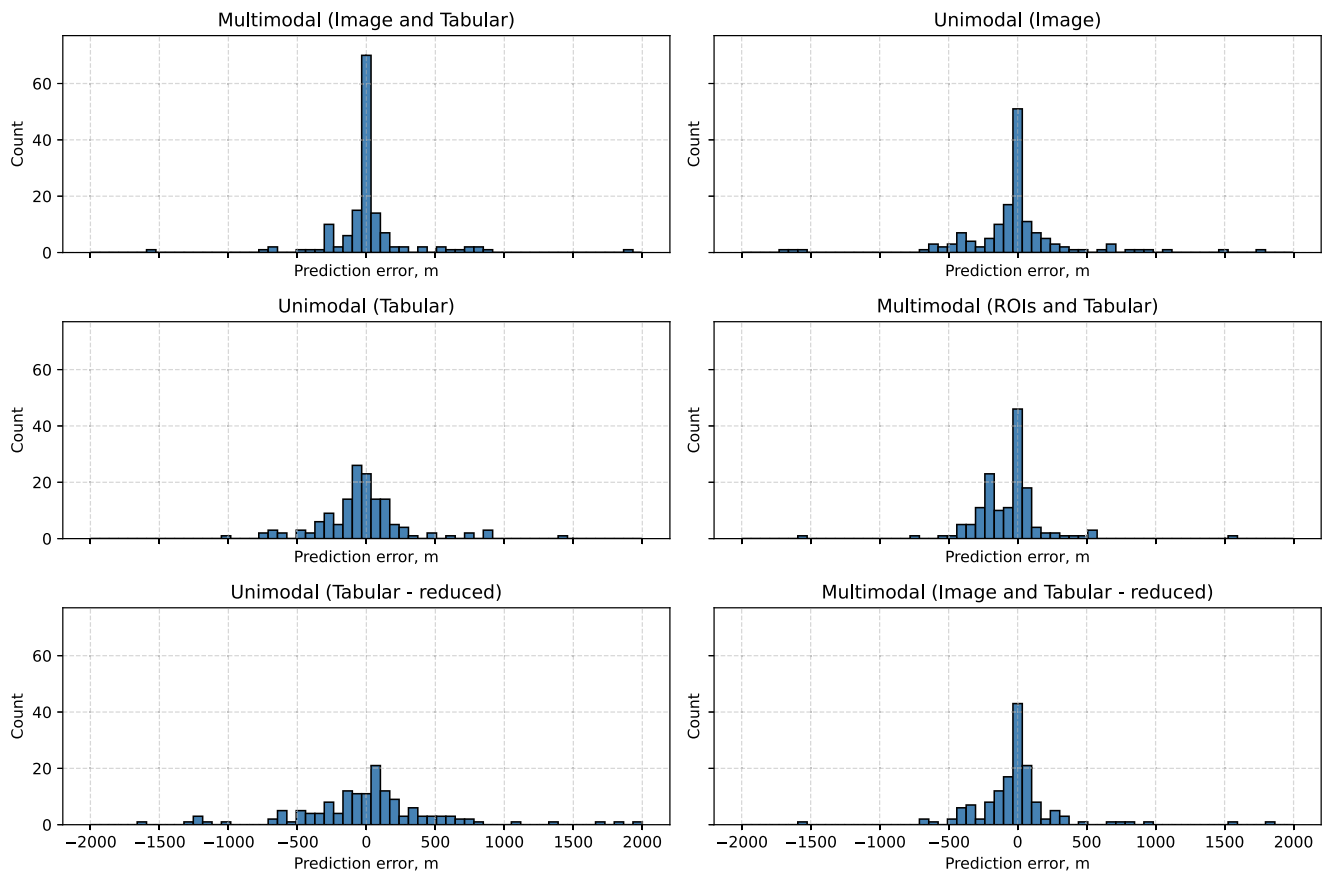 Multimodal (Image and Tabular)
60
40
20
0
Count
Prediction error, m
Unimodal (Image)
Count
Prediction error, m
Unimodal (Tabular)
60
40
20
0
Count
Prediction error, m
Multimodal (ROIs and Tabular)
Count
Prediction error, m
Unimodal (Tabular - reduced)
60
40
20
0
Count
−2000 −1500 −1000 −500 0 500 1000 1500 2000
Prediction error, m
Multimodal (Image and Tabular - reduced)
Count
−2000 −1500 −1000 −500 0 500 1000 1500 2000
Prediction error, m